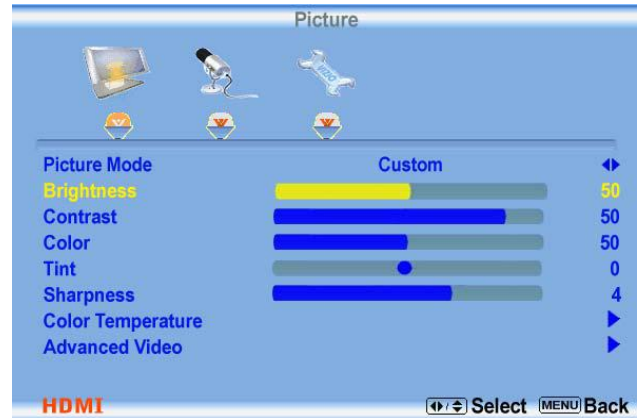 Picture
Picture Mode Custom
Brightness 50
Contrast 50
Color 50
Tint 0
Sharpness 4
Color Temperature
Advanced Video
HDMI Select MENU Back